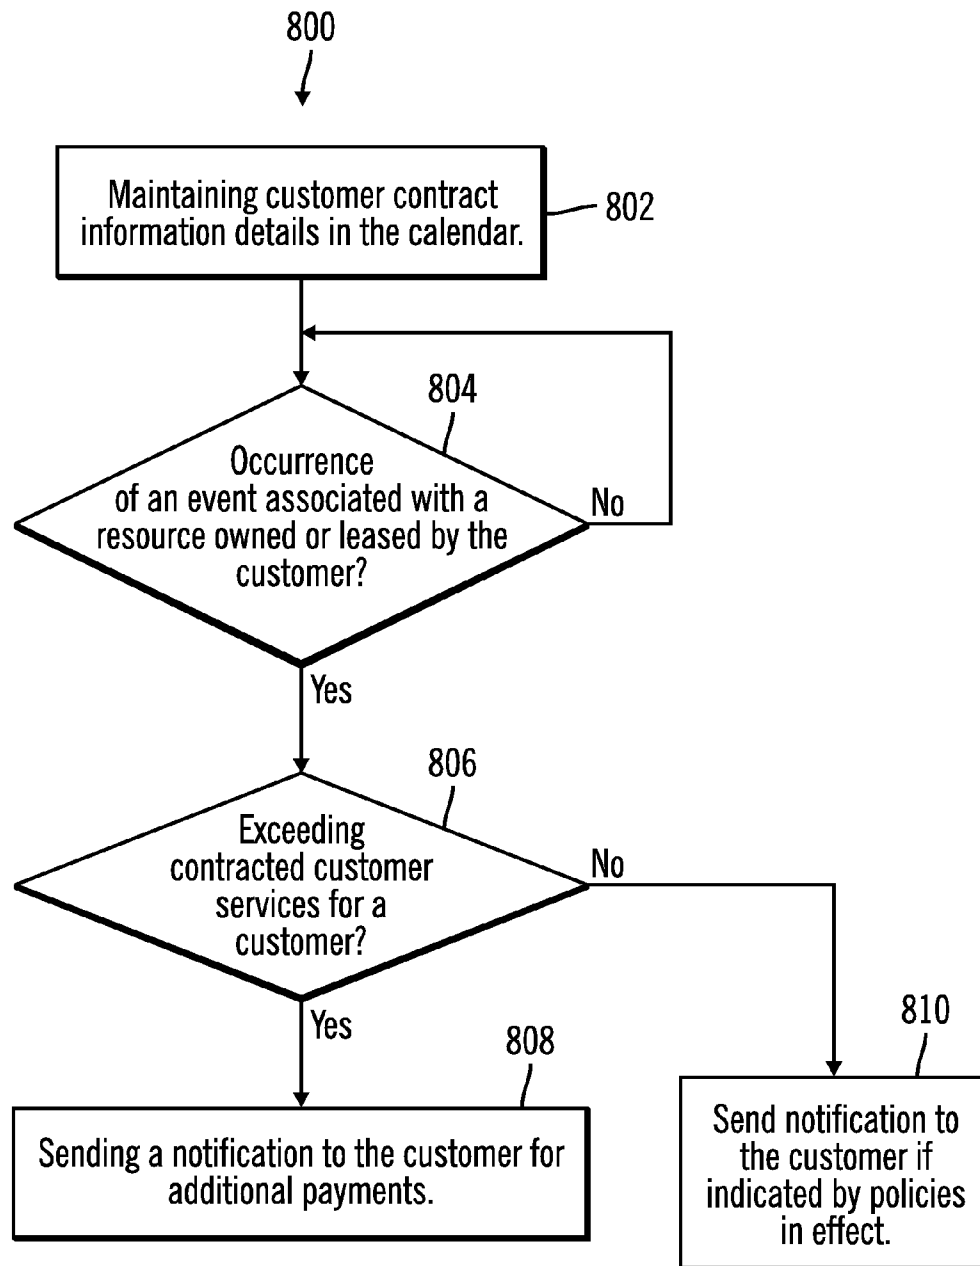 800
Maintaining customer contract
information details in the calendar.
802
804
Occurrence
of an event associated with a
resource owned or leased by the
customer?
No
Yes
806
Exceeding
contracted customer
services for a
customer?
No
Yes
808
Sending a notification to the customer for
additional payments.
810
Send notification to
the customer if
indicated by policies
in effect.